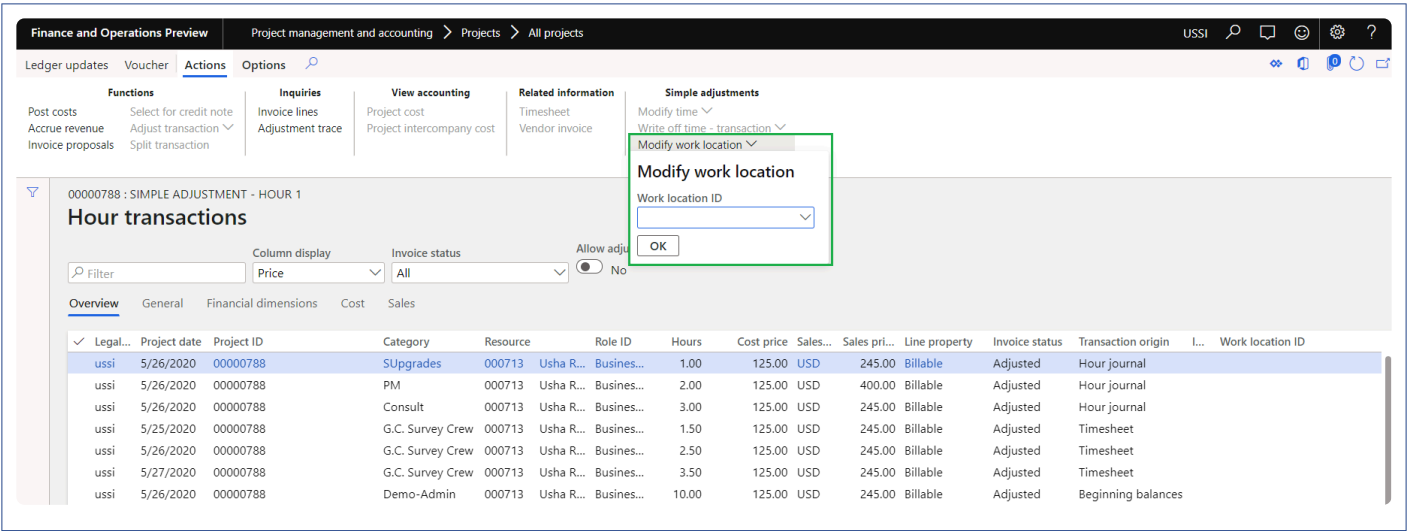 Finance and Operations Preview Project management and accounting > Projects > All projects USSI ?
Ledger updates Voucher Actions Options 0
Functions Inquiries View accounting Related information Simple adjustments
Post costs Select for credit note Invoice lines Project cost Timesheet Modify time
Accrue revenue Adjust transaction Adjustment trace Project intercompany cost Vendor invoice Write off time - transaction
Invoice proposals Split transaction Modify work location
Modify work location
Work location ID
OK
00000788 : SIMPLE ADJUSTMENT - HOUR 1
Hour transactions
Column display Invoice status Allow adju
Filter Price All No
Overview General Financial dimensions Cost Sales
Legal... Project date Project ID Category Resource Role ID Hours Cost price Sales... Sales pri... Line property Invoice status Transaction origin I... Work location ID
ussi 5/26/2020 00000788 SUpgrades 000713 Usha R... Busines... 1.00 125.00 USD 245.00 Billable Adjusted Hour journal
ussi 5/26/2020 00000788 PM 000713 Usha R... Busines... 2.00 125.00 USD 400.00 Billable Adjusted Hour journal
ussi 5/26/2020 00000788 Consult 000713 Usha R... Busines... 3.00 125.00 USD 245.00 Billable Adjusted Hour journal
ussi 5/25/2020 00000788 G.C. Survey Crew 000713 Usha R... Busines... 1.50 125.00 USD 245.00 Billable Adjusted Timesheet
ussi 5/26/2020 00000788 G.C. Survey Crew 000713 Usha R... Busines... 2.50 125.00 USD 245.00 Billable Adjusted Timesheet
ussi 5/27/2020 00000788 G.C. Survey Crew 000713 Usha R... Busines... 3.50 125.00 USD 245.00 Billable Adjusted Timesheet
ussi 5/26/2020 00000788 Demo-Admin 000713 Usha R... Busines... 10.00 125.00 USD 245.00 Billable Adjusted Beginning balances